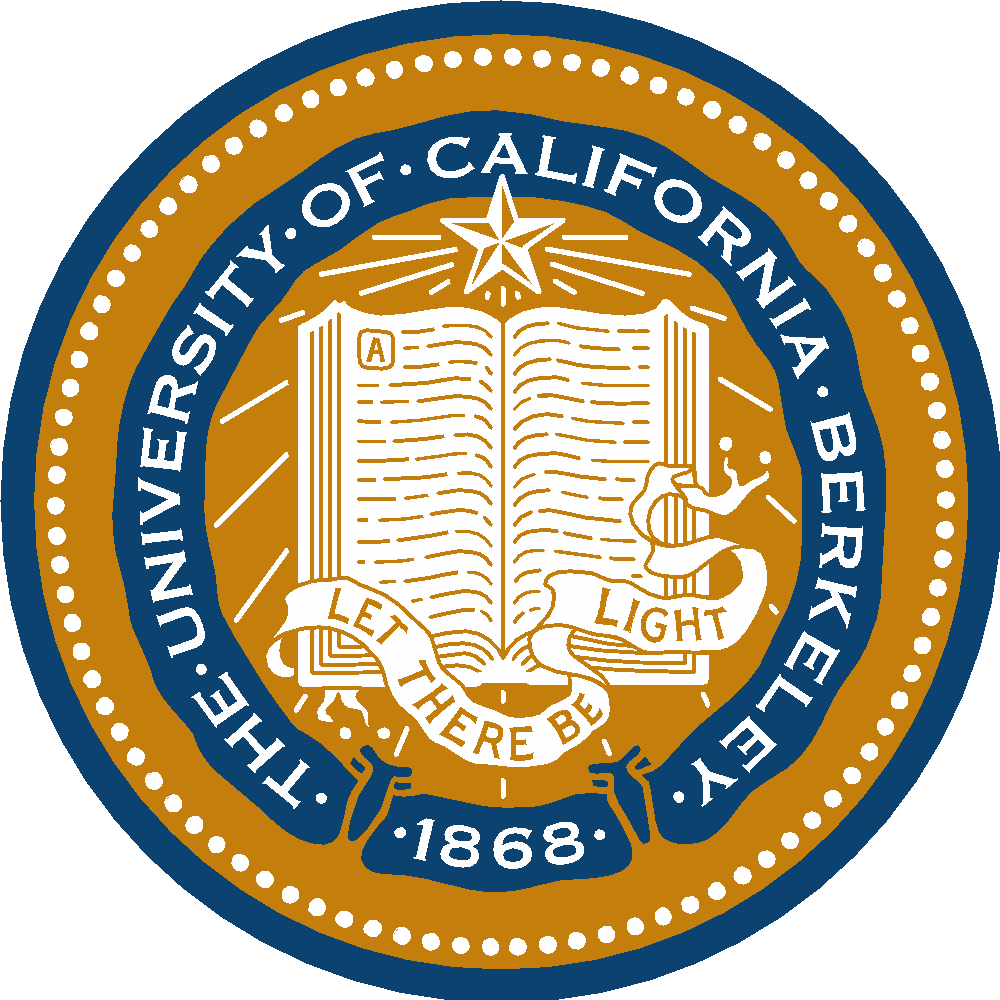 ·THE·UNIVERSITY·OF·CALIFORNIA·BERKELEY·
A
LET THERE BE LIGHT
·1868·